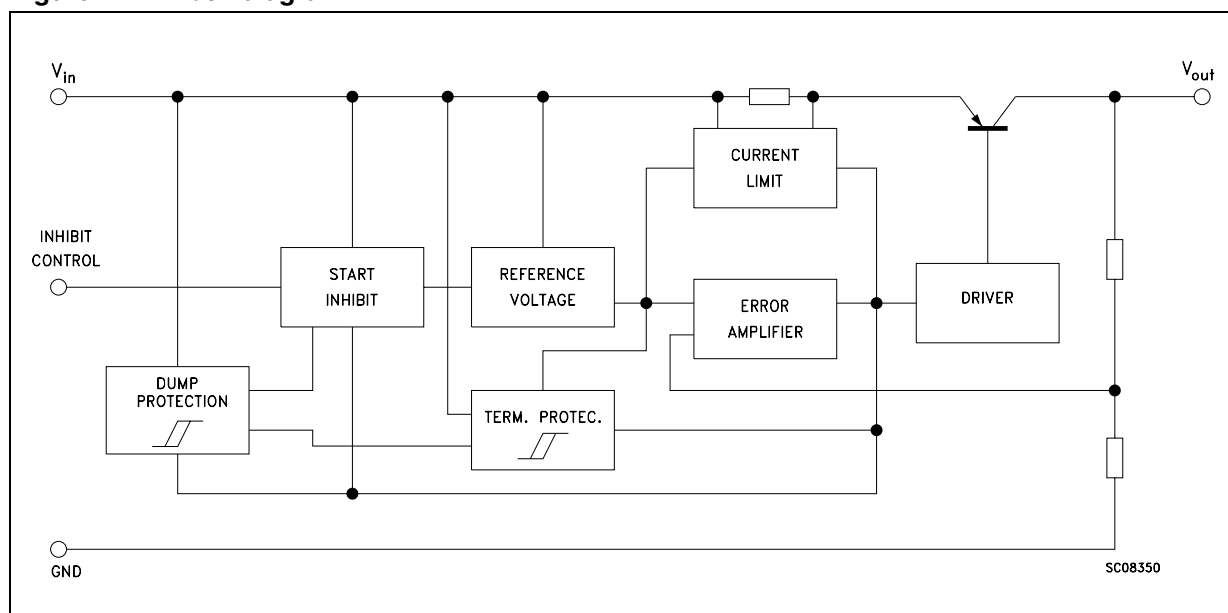 V_in
V_out
CURRENT
LIMIT
INHIBIT
CONTROL
START
INHIBIT
REFERENCE
VOLTAGE
ERROR
AMPLIFIER
DRIVER
DUMP
PROTECTION
TERM. PROTEC.
GND
SC08350